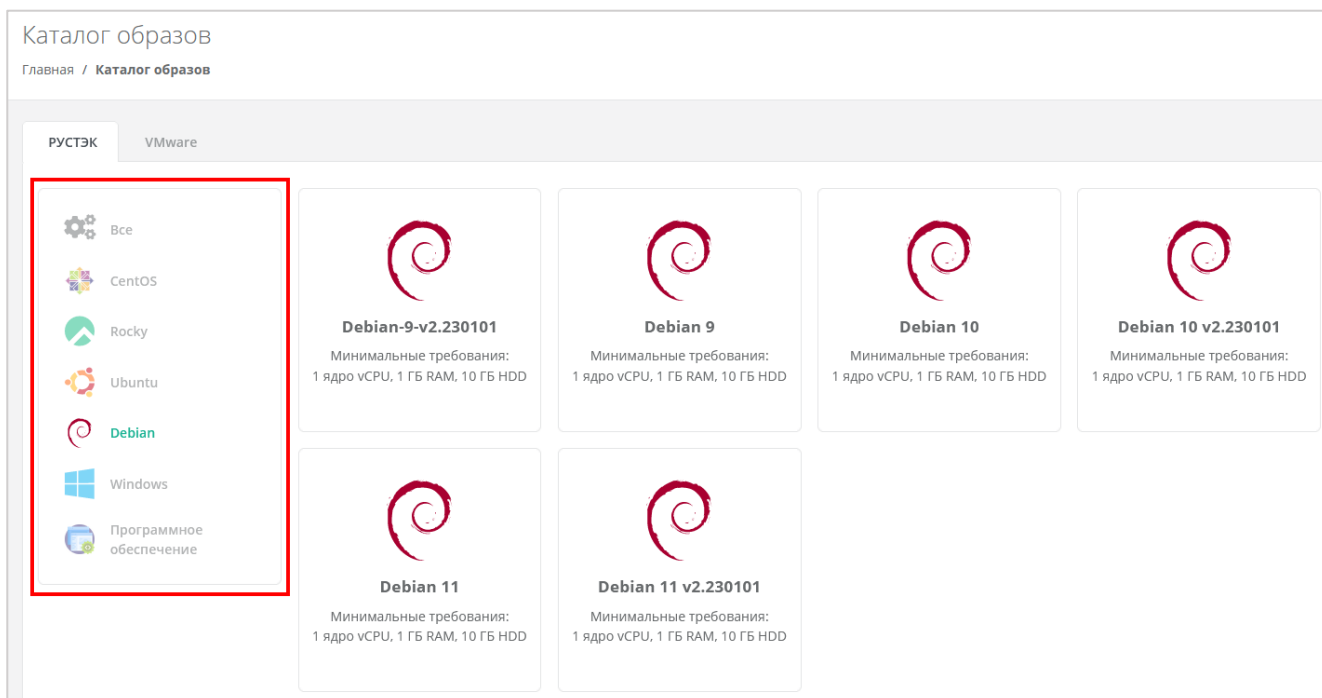 Каталог образов
Главная / Каталог образов
РУСТЭК
VMware
Все
CentOS
Rocky
Ubuntu
Debian
Windows
Программное
обеспечение
Debian-9-v2.230101
Минимальные требования:
1 ядро vCPU, 1 ГБ RAM, 10 ГБ HDD
Debian 9
Минимальные требования:
1 ядро vCPU, 1 ГБ RAM, 10 ГБ HDD
Debian 10
Минимальные требования:
1 ядро vCPU, 1 ГБ RAM, 10 ГБ HDD
Debian 10 v2.230101
Минимальные требования:
1 ядро vCPU, 1 ГБ RAM, 10 ГБ HDD
Debian 11
Минимальные требования:
1 ядро vCPU, 1 ГБ RAM, 10 ГБ HDD
Debian 11 v2.230101
Минимальные требования:
1 ядро vCPU, 1 ГБ RAM, 10 ГБ HDD